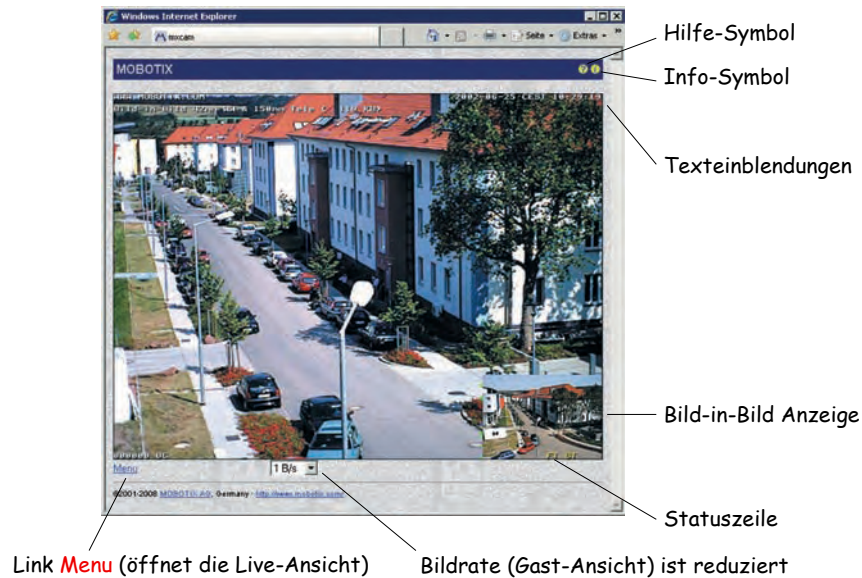 Windows Internet Explorer
mxcam
Seite
Extras
MOBOTIX
Hilfe-Symbol
Info-Symbol
Texteinblendungen
Bild-in-Bild Anzeige
Statuszeile
Menu
1 B/s
©2001-2008 MOBOTIX AG, Germany - http://www.mobotix.com/
Link Menu (öffnet die Live-Ansicht)
Bildrate (Gast-Ansicht) ist reduziert